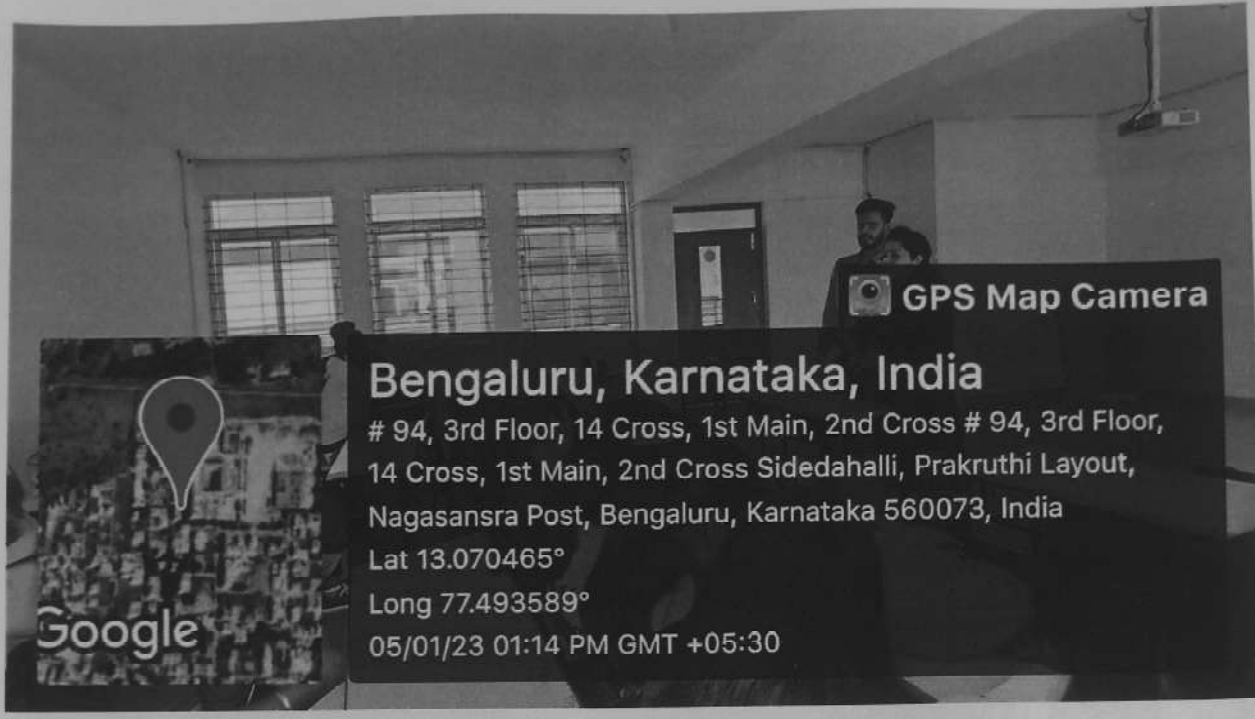 GPS Map Camera
Bengaluru, Karnataka, India
# 94, 3rd Floor, 14 Cross, 1st Main, 2nd Cross # 94, 3rd Floor,
14 Cross, 1st Main, 2nd Cross Sidedahalli, Prakruthi Layout,
Nagasansra Post, Bengaluru, Karnataka 560073, India
Lat 13.070465°
Long 77.493589°
05/01/23 01:14 PM GMT +05:30
Google